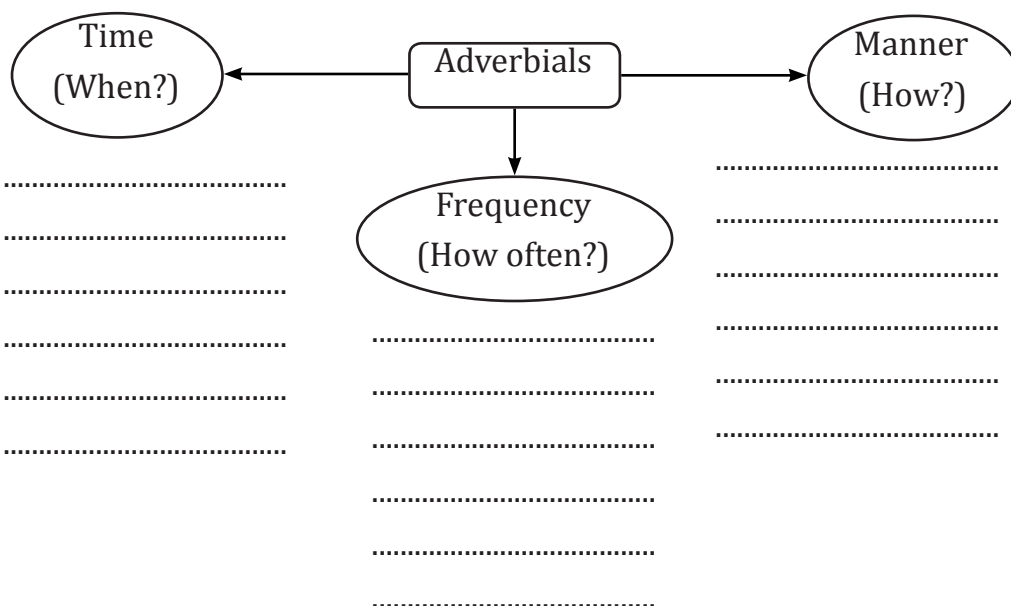 Time
(When?)
Adverbials
Manner
(How?)
Frequency
(How often?)